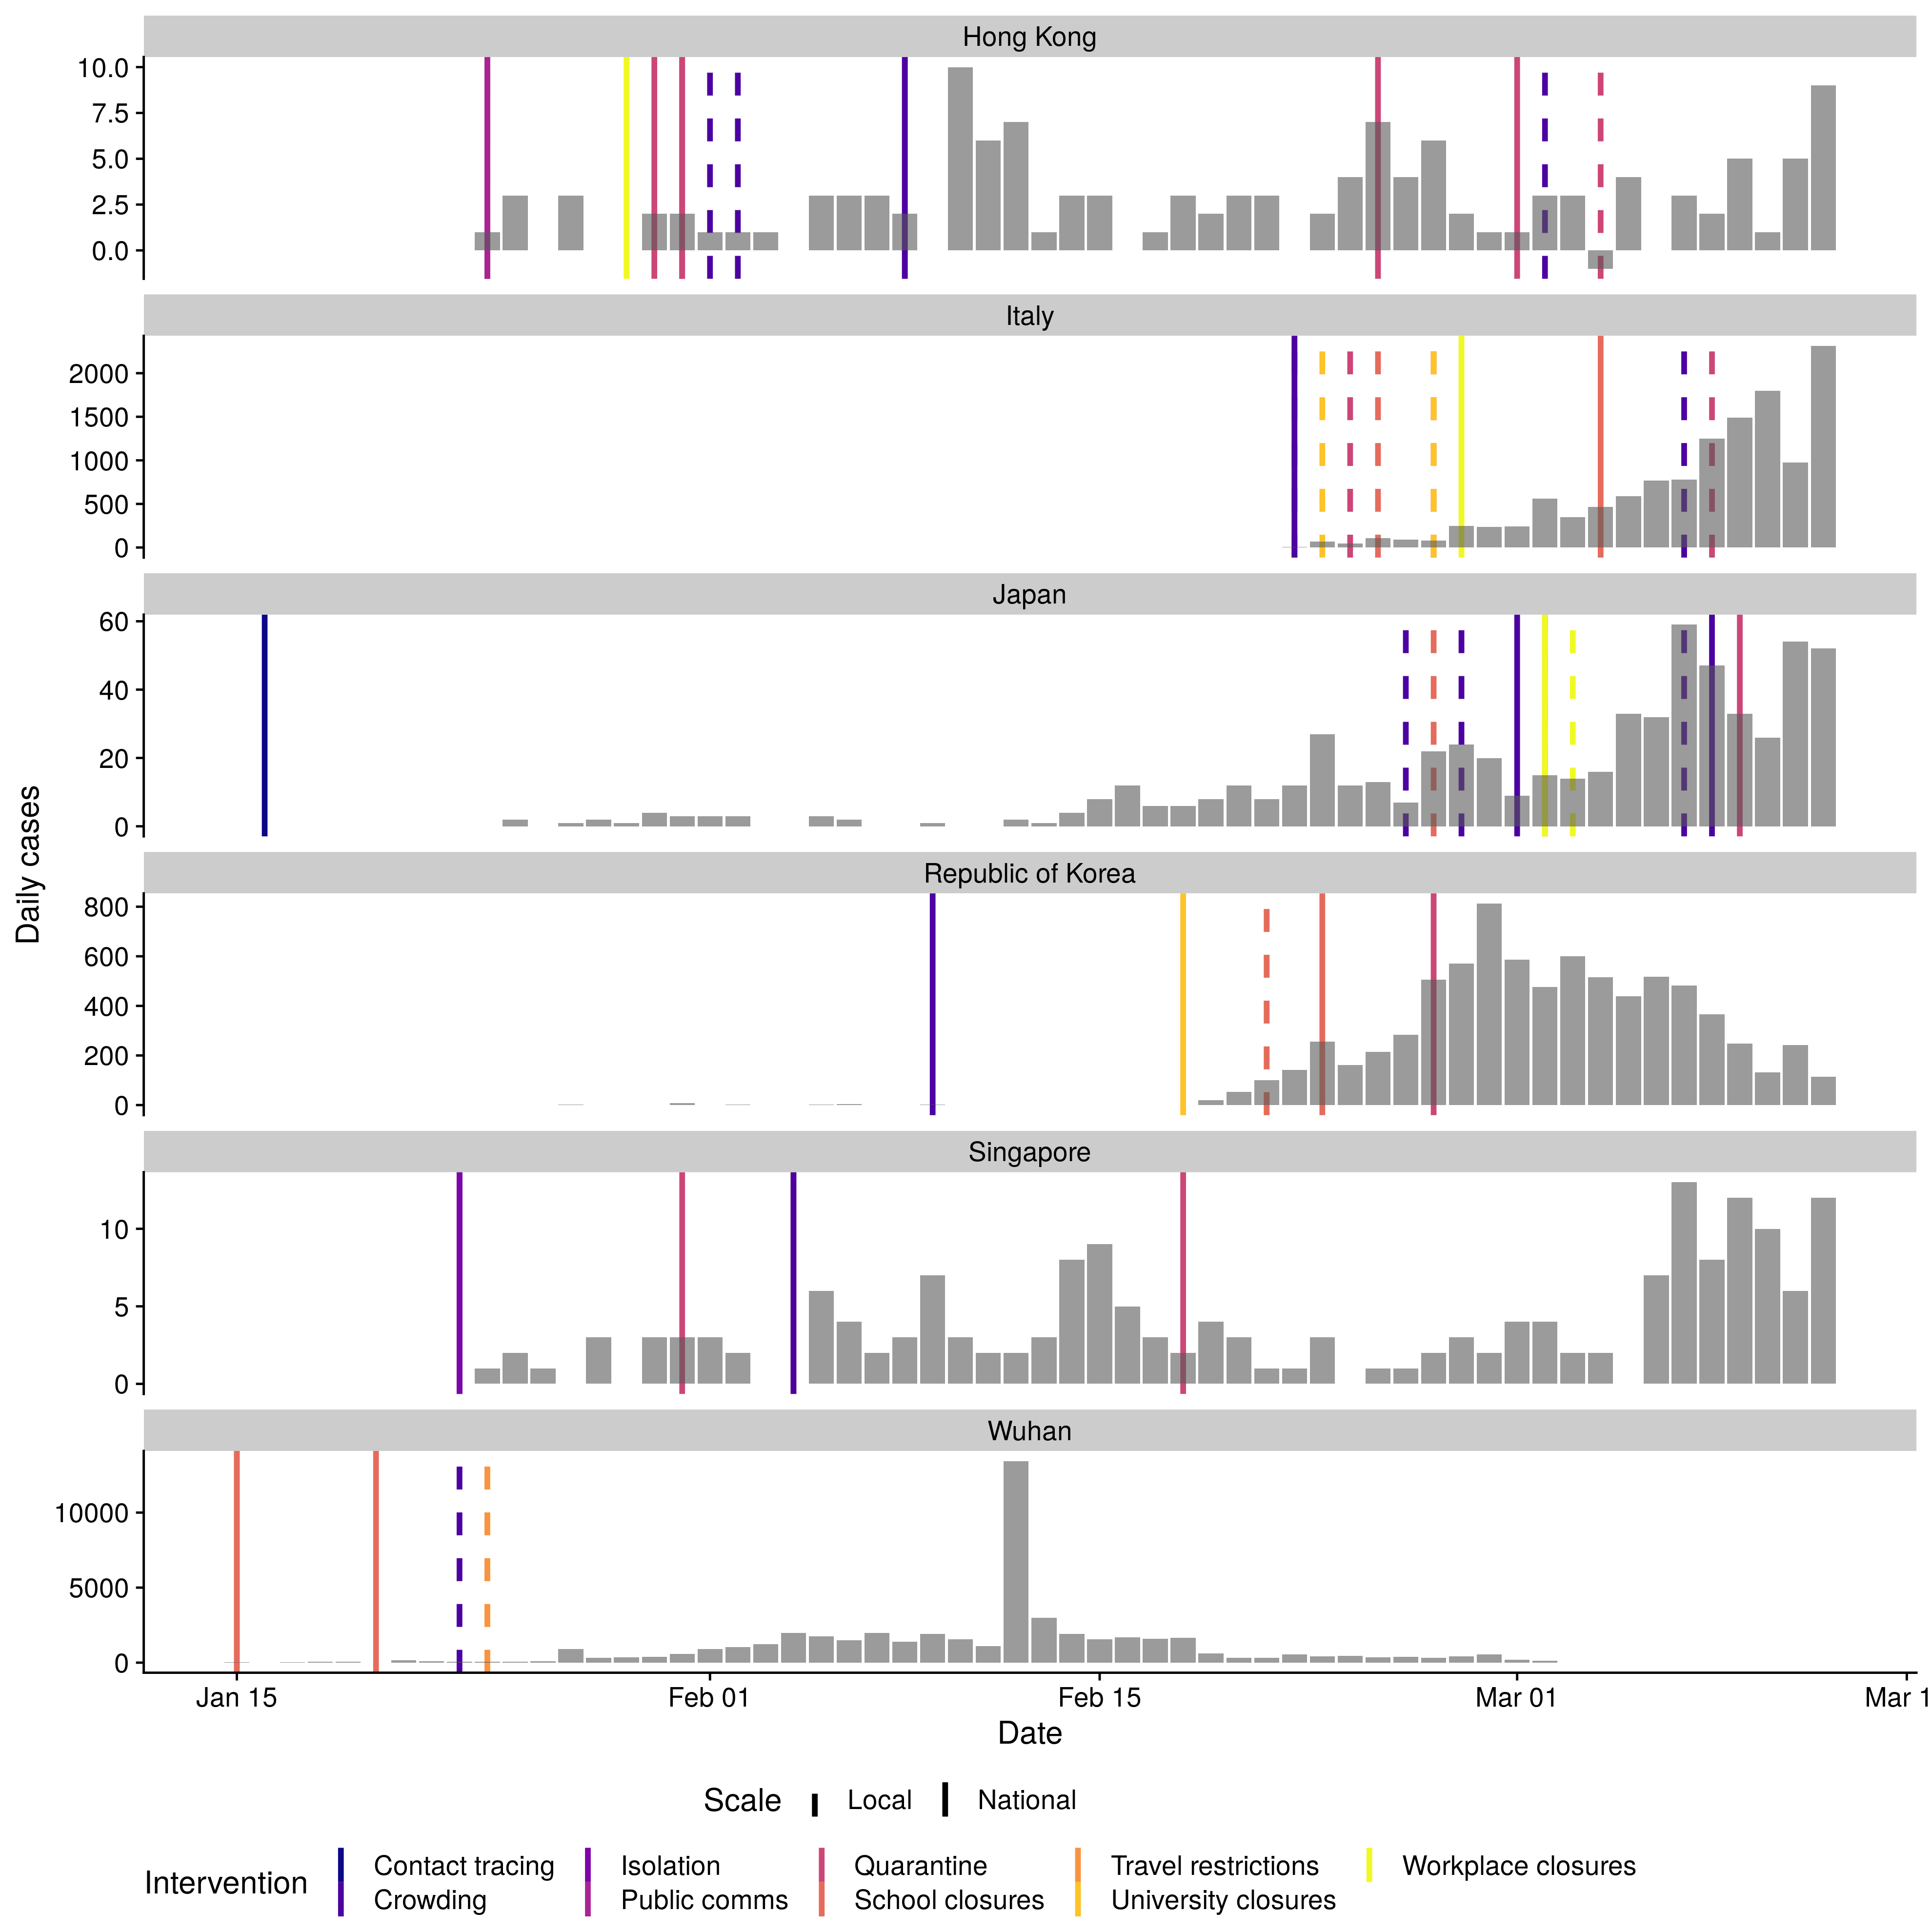 Hong Kong
10.0
7.5
5.0
2.5
0.0
Italy
2000
1500
1000
500
0
Japan
60
40
20
0
Daily cases
Republic of Korea
800
600
400
200
0
Singapore
10
5
0
Wuhan
10000
5000
0
Jan 15 Feb 01 Feb 15 Mar 01 Mar 1
Date
Scale Local National
Intervention
Contact tracing Isolation Quarantine Travel restrictions Workplace closures
Crowding Public comms School closures University closures